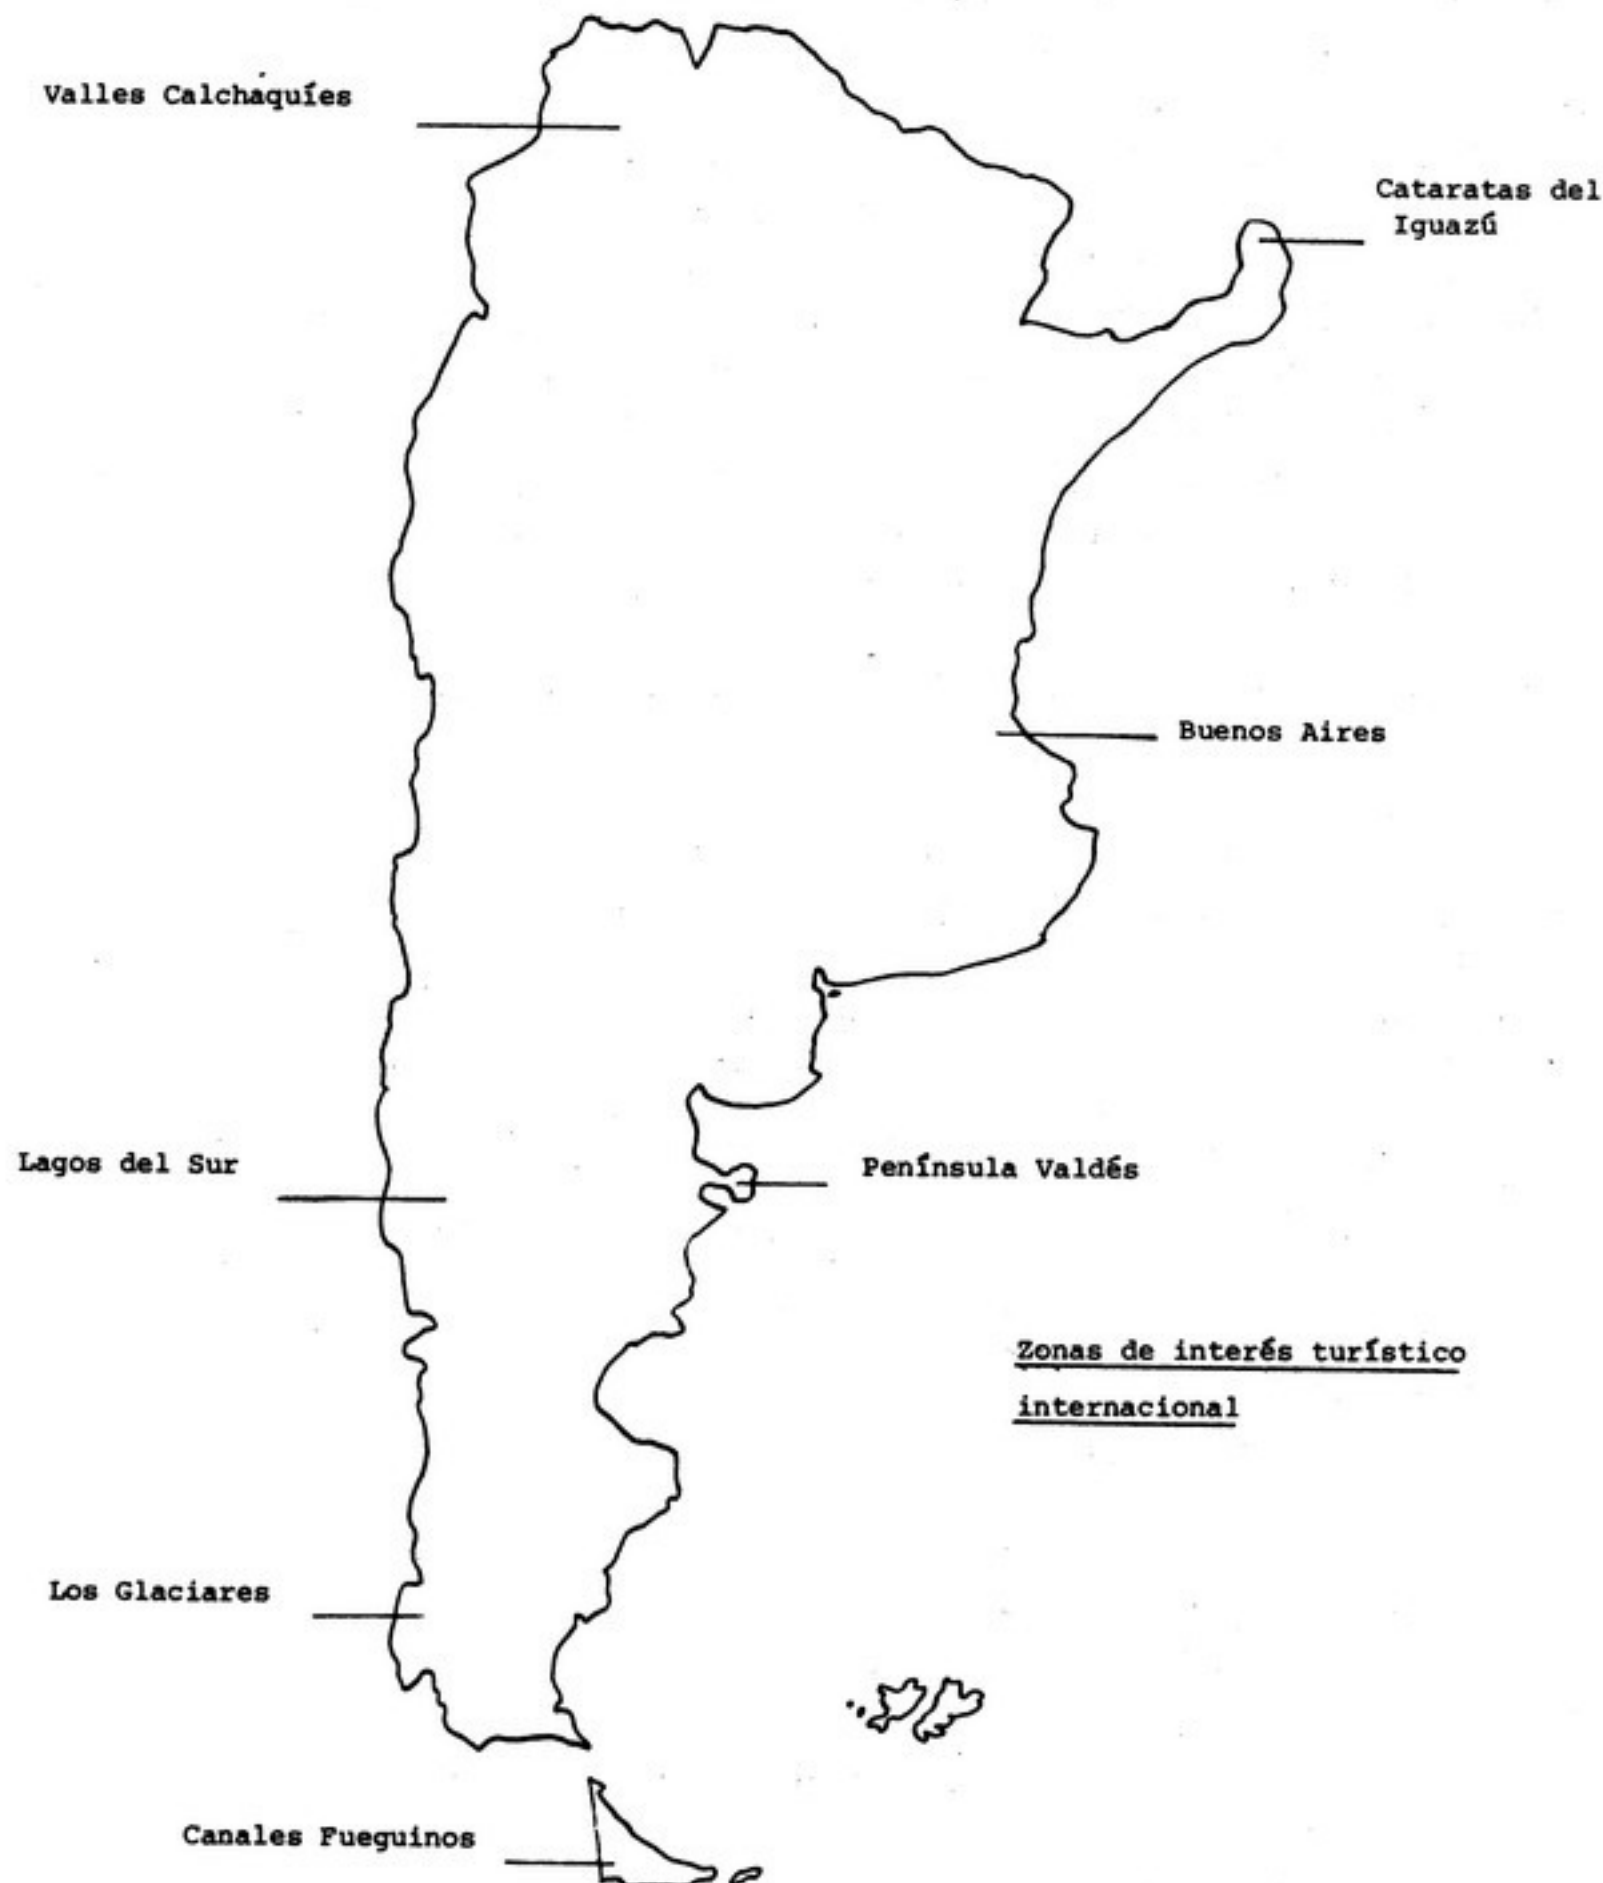 Valles Calchaquíes
Cataratas del
Iguazú
Buenos Aires
Lagos del Sur
Península Valdés
Zonas de interés turístico
internacional
Los Glaciares
Canales Fueguinos